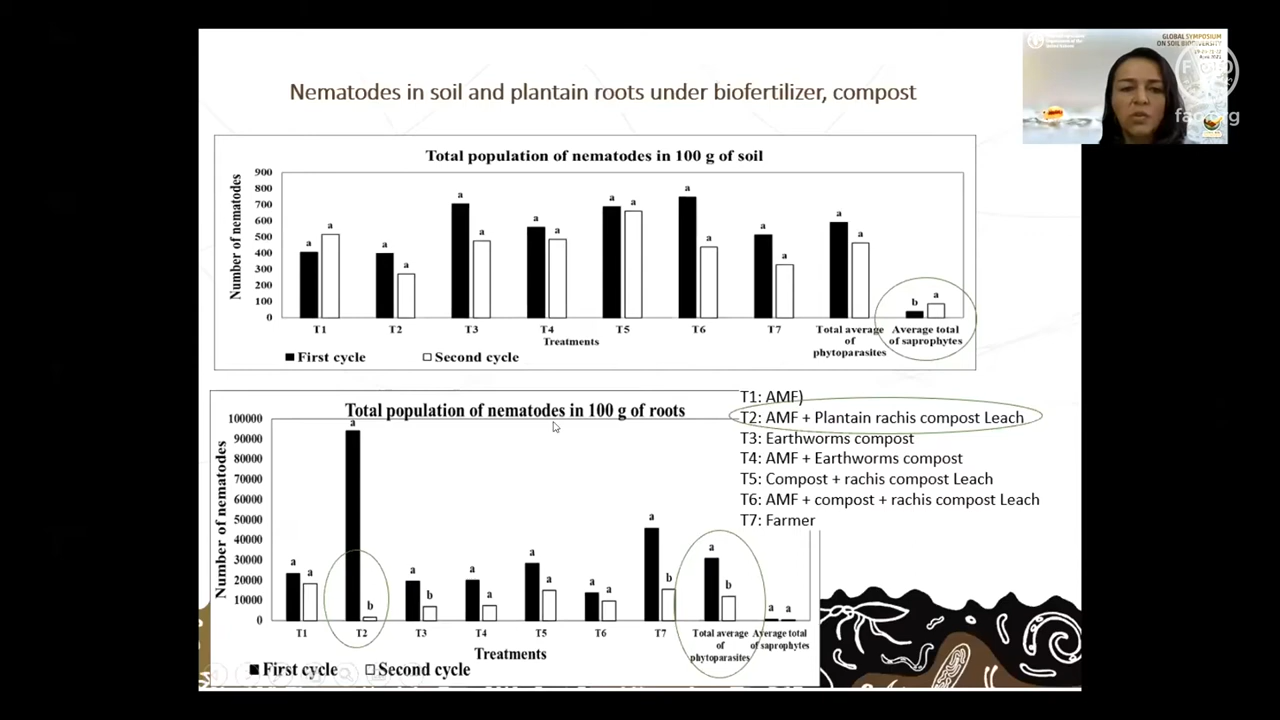 Nematodes in soil and plantain roots under biofertilizer, compost
GLOBAL SYMPOSIUM
ON SOIL BIODIVERSITY
fao.org
Total population of nematodes in 100 g of soil
Number of nematodes
900
800
700
600
500
400
300
200
100
0
a a a a a a a a a a a a a a a a b a
T1 T2 T3 T4 T5 T6 T7 Total average of phytoparasites Average total of saprophytes
Treatments
First cycle Second cycle
Total population of nematodes in 100 g of roots
Number of nematodes
100000
90000
80000
70000
60000
50000
40000
30000
20000
10000
0
a a a b a b a a a a a a a b a b a a
T1 T2 T3 T4 T5 T6 T7 Total average of phytoparasites Average total of saprophytes
Treatments
First cycle Second cycle
T1: AMF)
T2: AMF + Plantain rachis compost Leach
T3: Earthworms compost
T4: AMF + Earthworms compost
T5: Compost + rachis compost Leach
T6: AMF + compost + rachis compost Leach
T7: Farmer